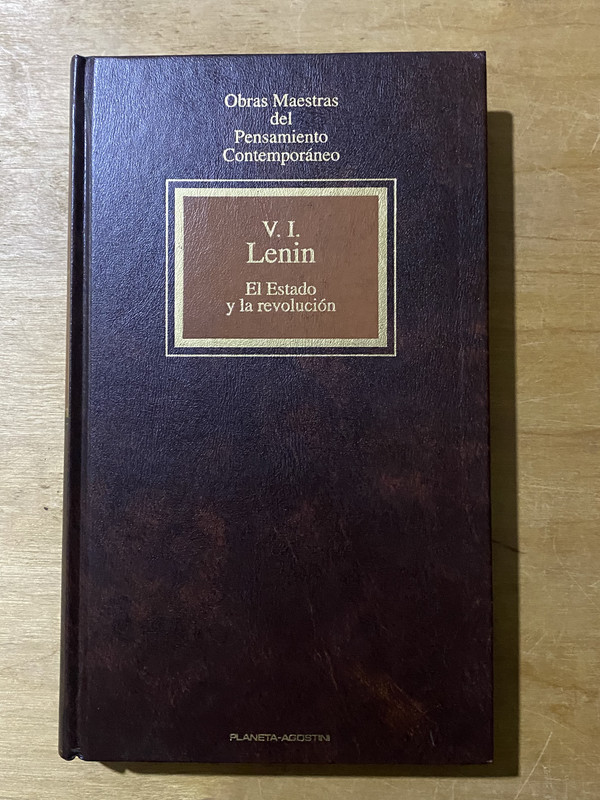 Obras Maestras
del
Pensamiento
Contemporáneo
V. I.
Lenin
El Estado
y la revolución
PLANETA-AGOSTINI